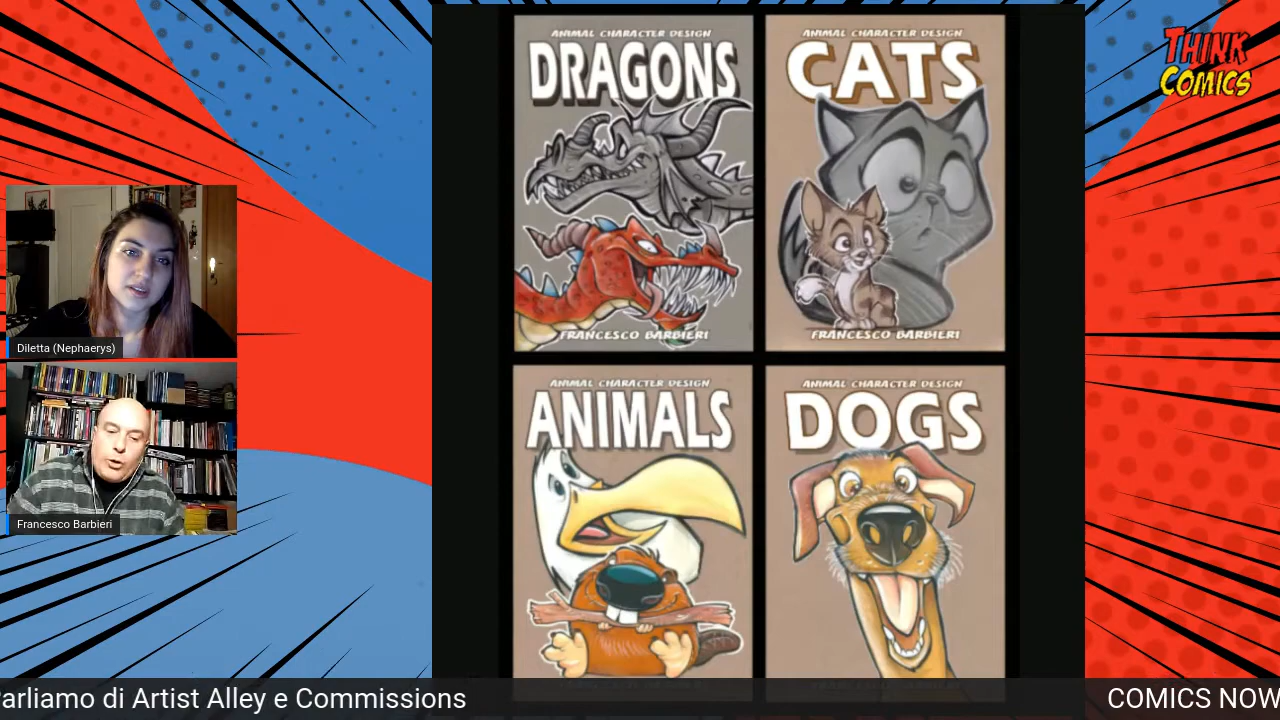 THINK
COMICS
ANIMAL CHARACTER DESIGN
DRAGONS
FRANCESCO BARBIERI
ANIMAL CHARACTER DESIGN
CATS
FRANCESCO BARBIERI
ANIMAL CHARACTER DESIGN
ANIMALS
ANIMAL CHARACTER DESIGN
DOGS
Diletta (Nephaerys)
Francesco Barbieri
arliamo di Artist Alley e Commissions
COMICS NOW